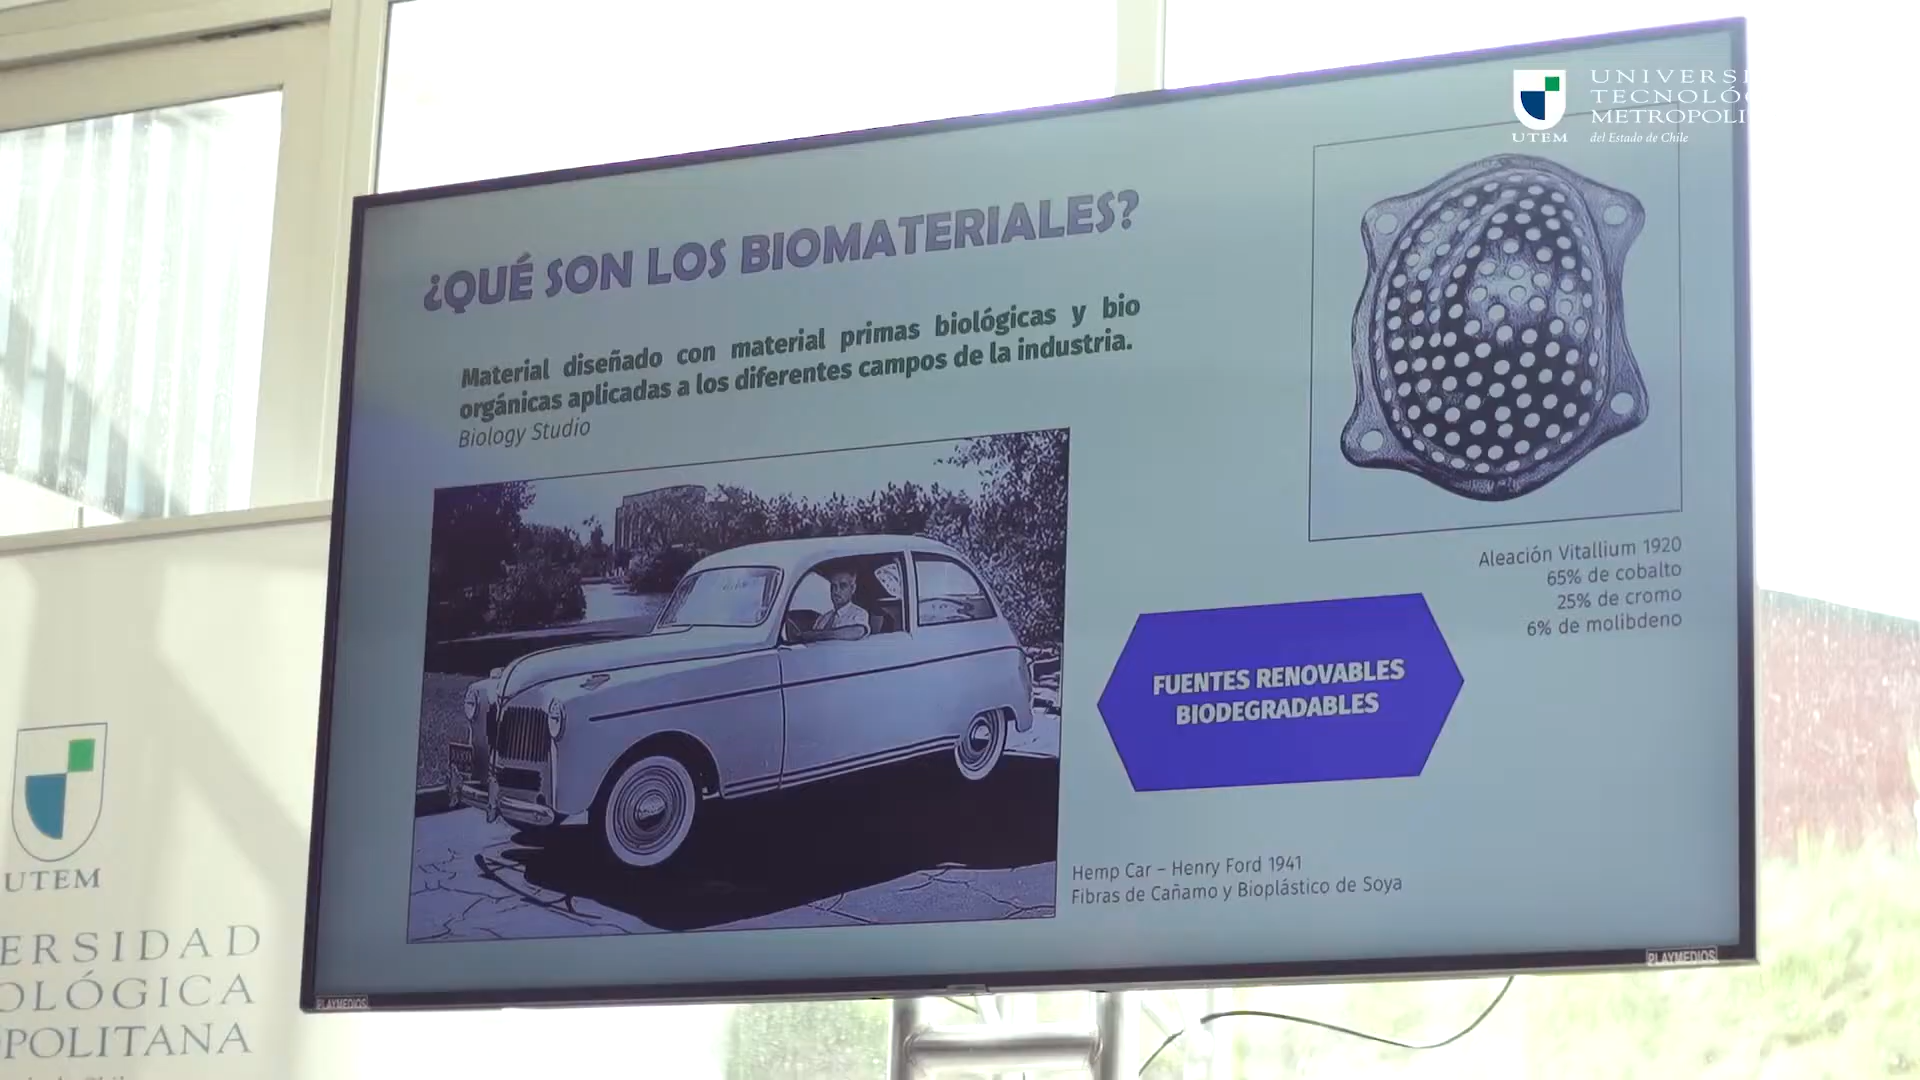 UNIVERSI
TECNOLÓG
METROPOLI
del Estado de Chile
UTEM
¿QUÉ SON LOS BIOMATERIALES?
Material diseñado con material primas biológicas y bio
orgánicas aplicadas a los diferentes campos de la industria.
Biology Studio
Aleación Vitallium 1920
65% de cobalto
25% de cromo
6% de molibdeno
FUENTES RENOVABLES
BIODEGRADABLES
Hemp Car – Henry Ford 1941
Fibras de Cañamo y Bioplástico de Soya
PLAYMEDIOS
PLAYMEDIOS
UTEM
ERSIDAD
OLÓGICA
POLITANA